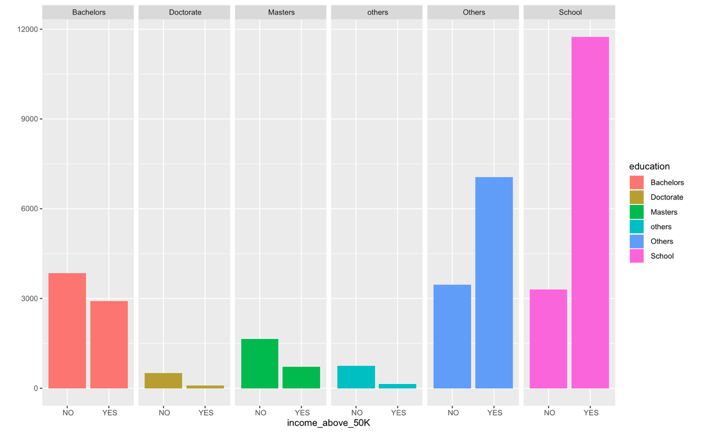 Bachelors Doctorate Masters others Others School
12000
9000
6000
3000
0
NO YES NO YES NO YES NO YES NO YES NO YES
income_above_50K
education
Bachelors
Doctorate
Masters
others
Others
School